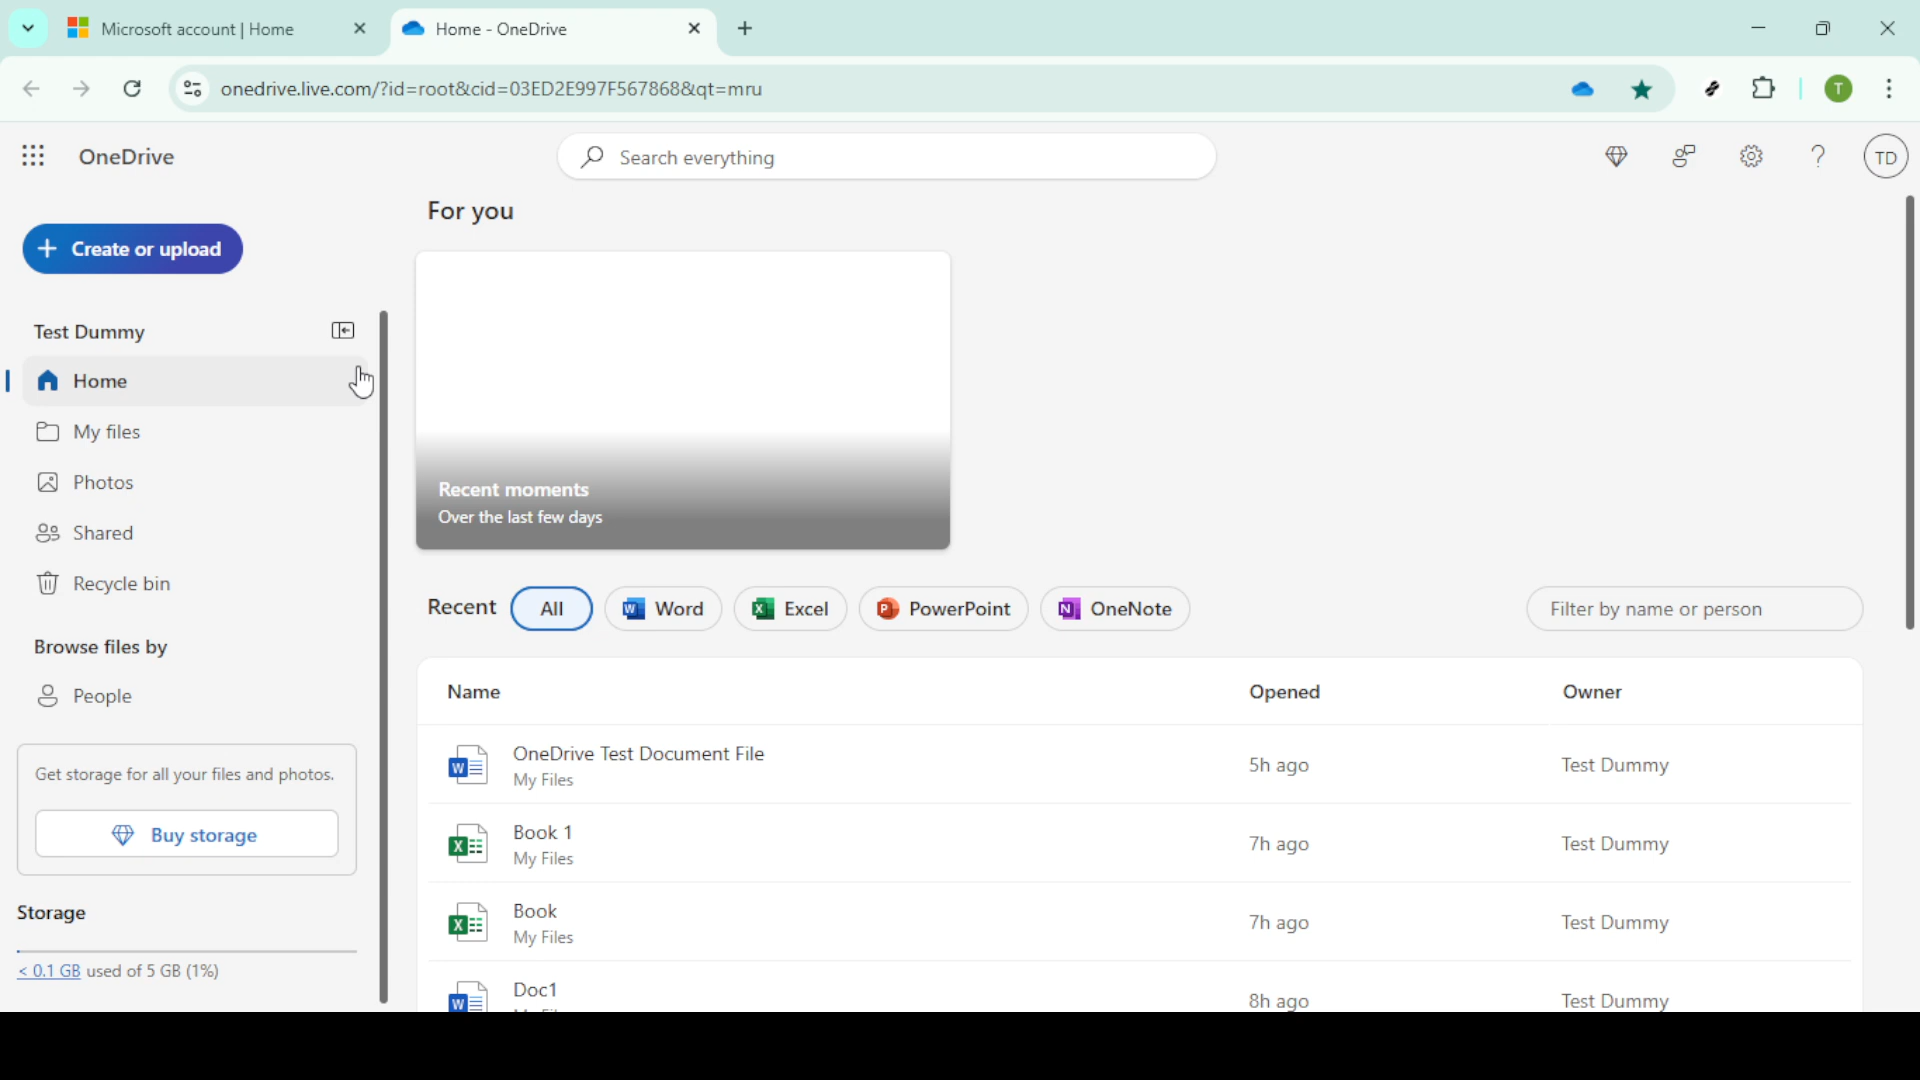 Microsoft account | Home
Home - OneDrive
onedrive.live.com/?id=root&cid=03ED2E997F567868&qt=mru
T
OneDrive
Search everything
TD
Create or upload
For you
Test Dummy
Home
My files
Photos
Shared
Recycle bin
Browse files by
People
Get storage for all your files and photos.
Buy storage
Storage
< 0.1 GB used of 5 GB (1%)
Recent moments
Over the last few days
Recent All Word Excel PowerPoint OneNote Filter by name or person
Name Opened Owner
OneDrive Test Document File 5h ago Test Dummy
My Files
Book 1 7h ago Test Dummy
My Files
Book 7h ago Test Dummy
My Files
Doc1 8h ago Test Dummy